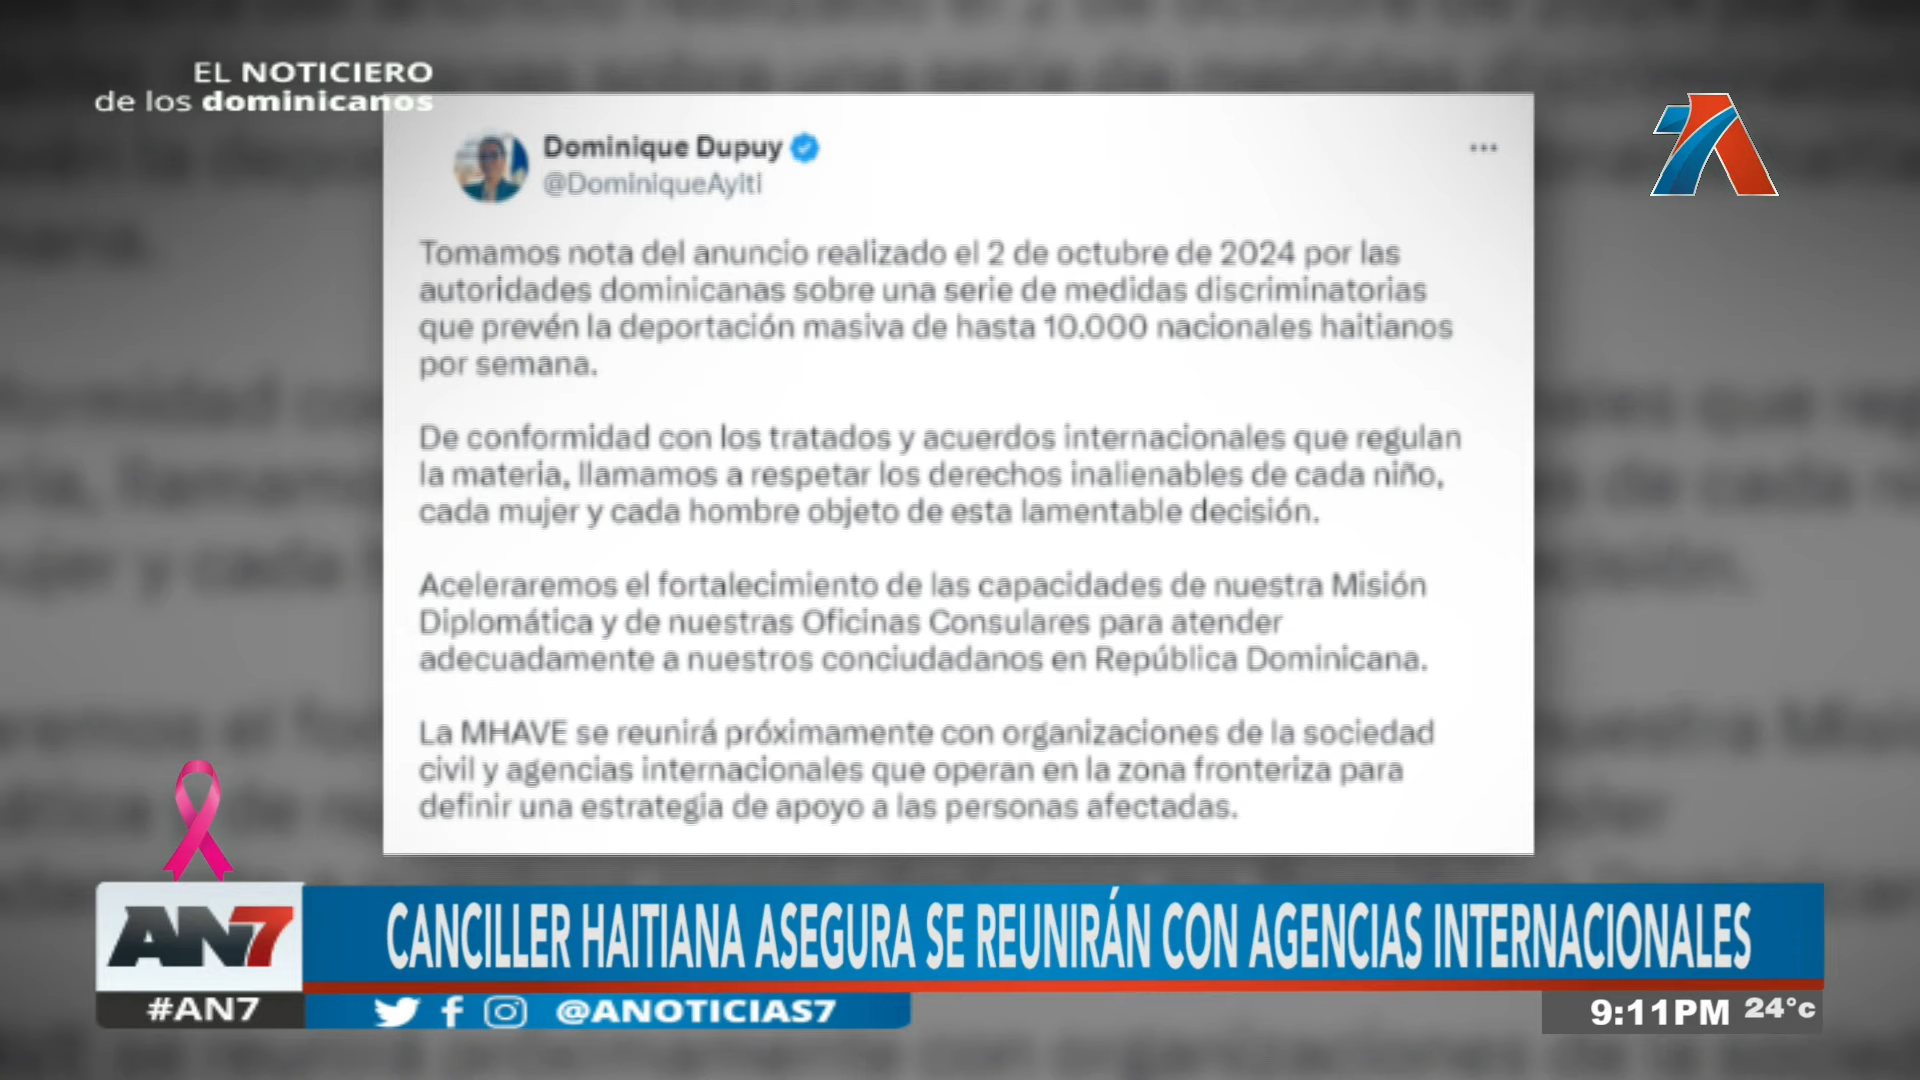 EL NOTICIERO
de los dominicanos
Dominique Dupuy
@DominiqueAyiti
Tomamos nota del anuncio realizado el 2 de octubre de 2024 por las
autoridades dominicanas sobre una serie de medidas discriminatorias
que prevén la deportación masiva de hasta 10.000 nacionales haitianos
por semana.
De conformidad con los tratados y acuerdos internacionales que regulan
la materia, llamamos a respetar los derechos inalienables de cada niño,
cada mujer y cada hombre objeto de esta lamentable decisión.
Aceleraremos el fortalecimiento de las capacidades de nuestra Misión
Diplomática y de nuestras Oficinas Consulares para atender
adecuadamente a nuestros conciudadanos en República Dominicana.
La MHAVE se reunirá próximamente con organizaciones de la sociedad
civil y agencias internacionales que operan en la zona fronteriza para
definir una estrategia de apoyo a las personas afectadas.
AN7
CANCILLER HAITIANA ASEGURA SE REUNIRÁN CON AGENCIAS INTERNACIONALES
#AN7
@ANOTICIAS7
9:11PM 24°c